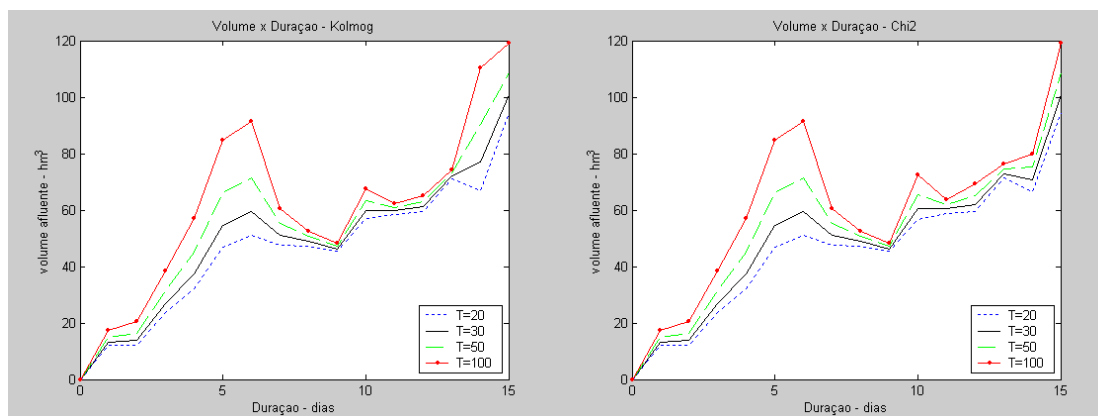 Volume x Duraçao - Kolmog
120
100
80
60
40
20
0
volume afluente - hm³
0 5 10 15
Duraçao - dias
T=20
T=30
T=50
T=100
Volume x Duraçao - Chi2
120
100
80
60
40
20
0
volume afluente - hm³
0 5 10 15
Duraçao - dias
T=20
T=30
T=50
T=100